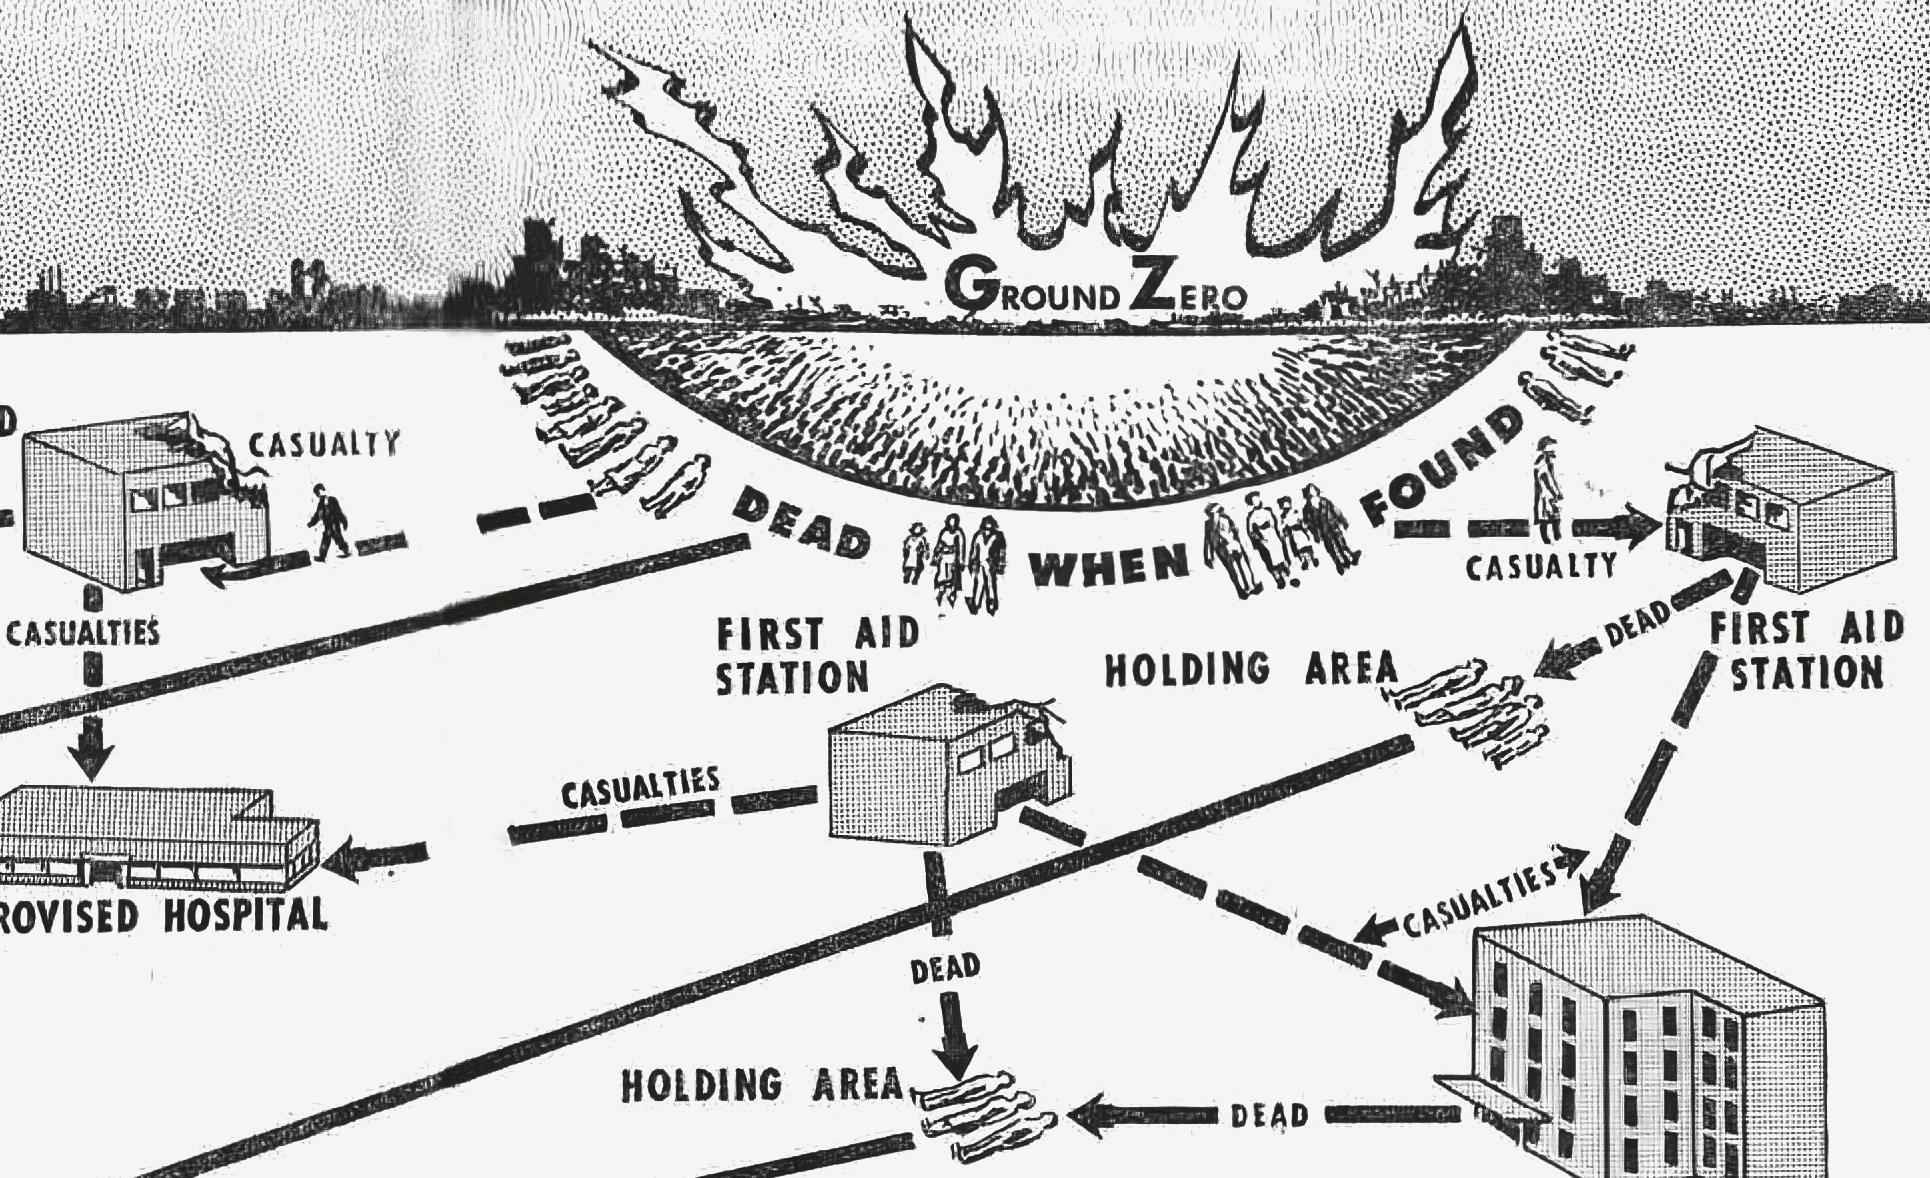 GROUND ZERO
D
CASUALTY
DEAD WHEN FOUND
CASUALTY
CASUALTIES
FIRST AID
STATION
HOLDING AREA
DEAD
FIRST AID
STATION
CASUALTIES
ROVISED HOSPITAL
CASUALTIES
DEAD
HOLDING AREA
DEAD